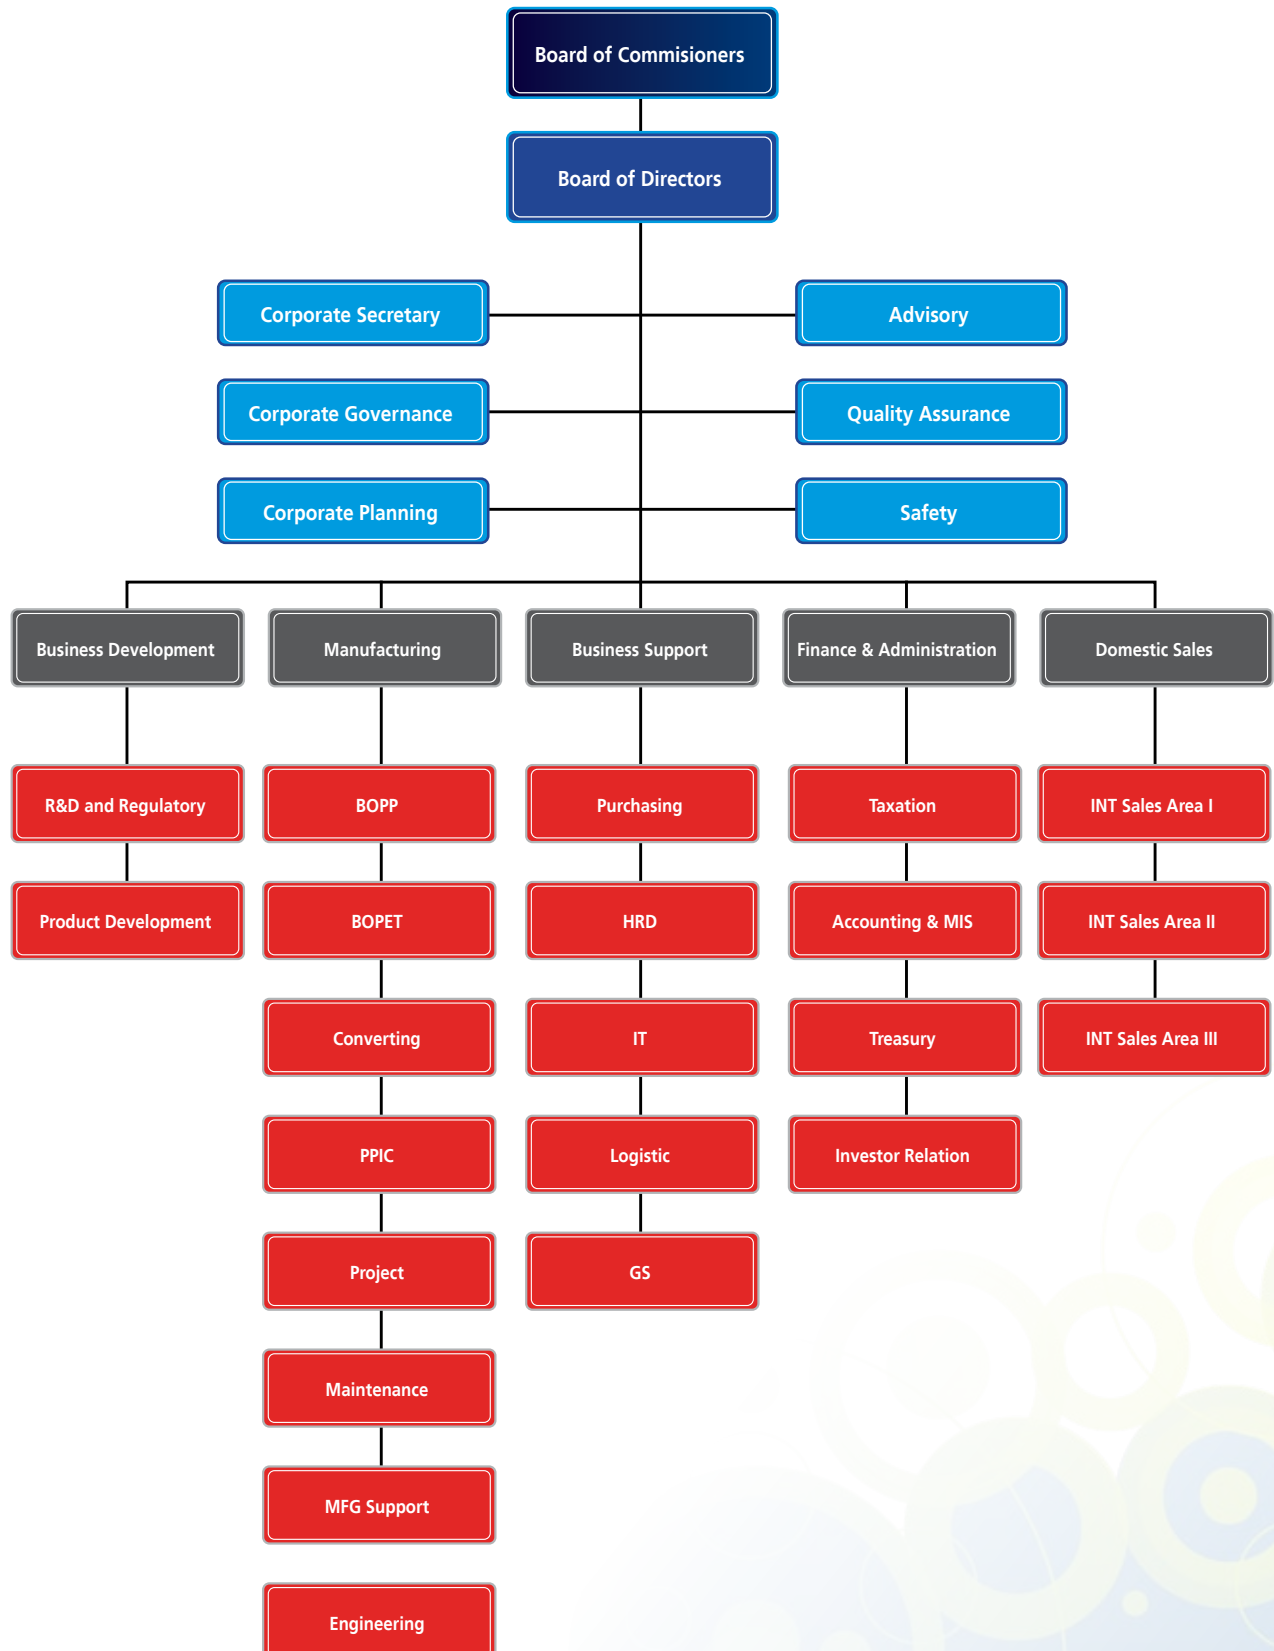 Board of Commisioners
Board of Directors
Corporate Secretary
Advisory
Corporate Governance
Quality Assurance
Corporate Planning
Safety
Business Development
Manufacturing
Business Support
Finance & Administration
Domestic Sales
R&D and Regulatory
BOPP
Purchasing
Taxation
INT Sales Area I
Product Development
BOPET
HRD
Accounting & MIS
INT Sales Area II
Converting
IT
Treasury
INT Sales Area III
PPIC
Logistic
Investor Relation
Project
GS
Maintenance
MFG Support
Engineering